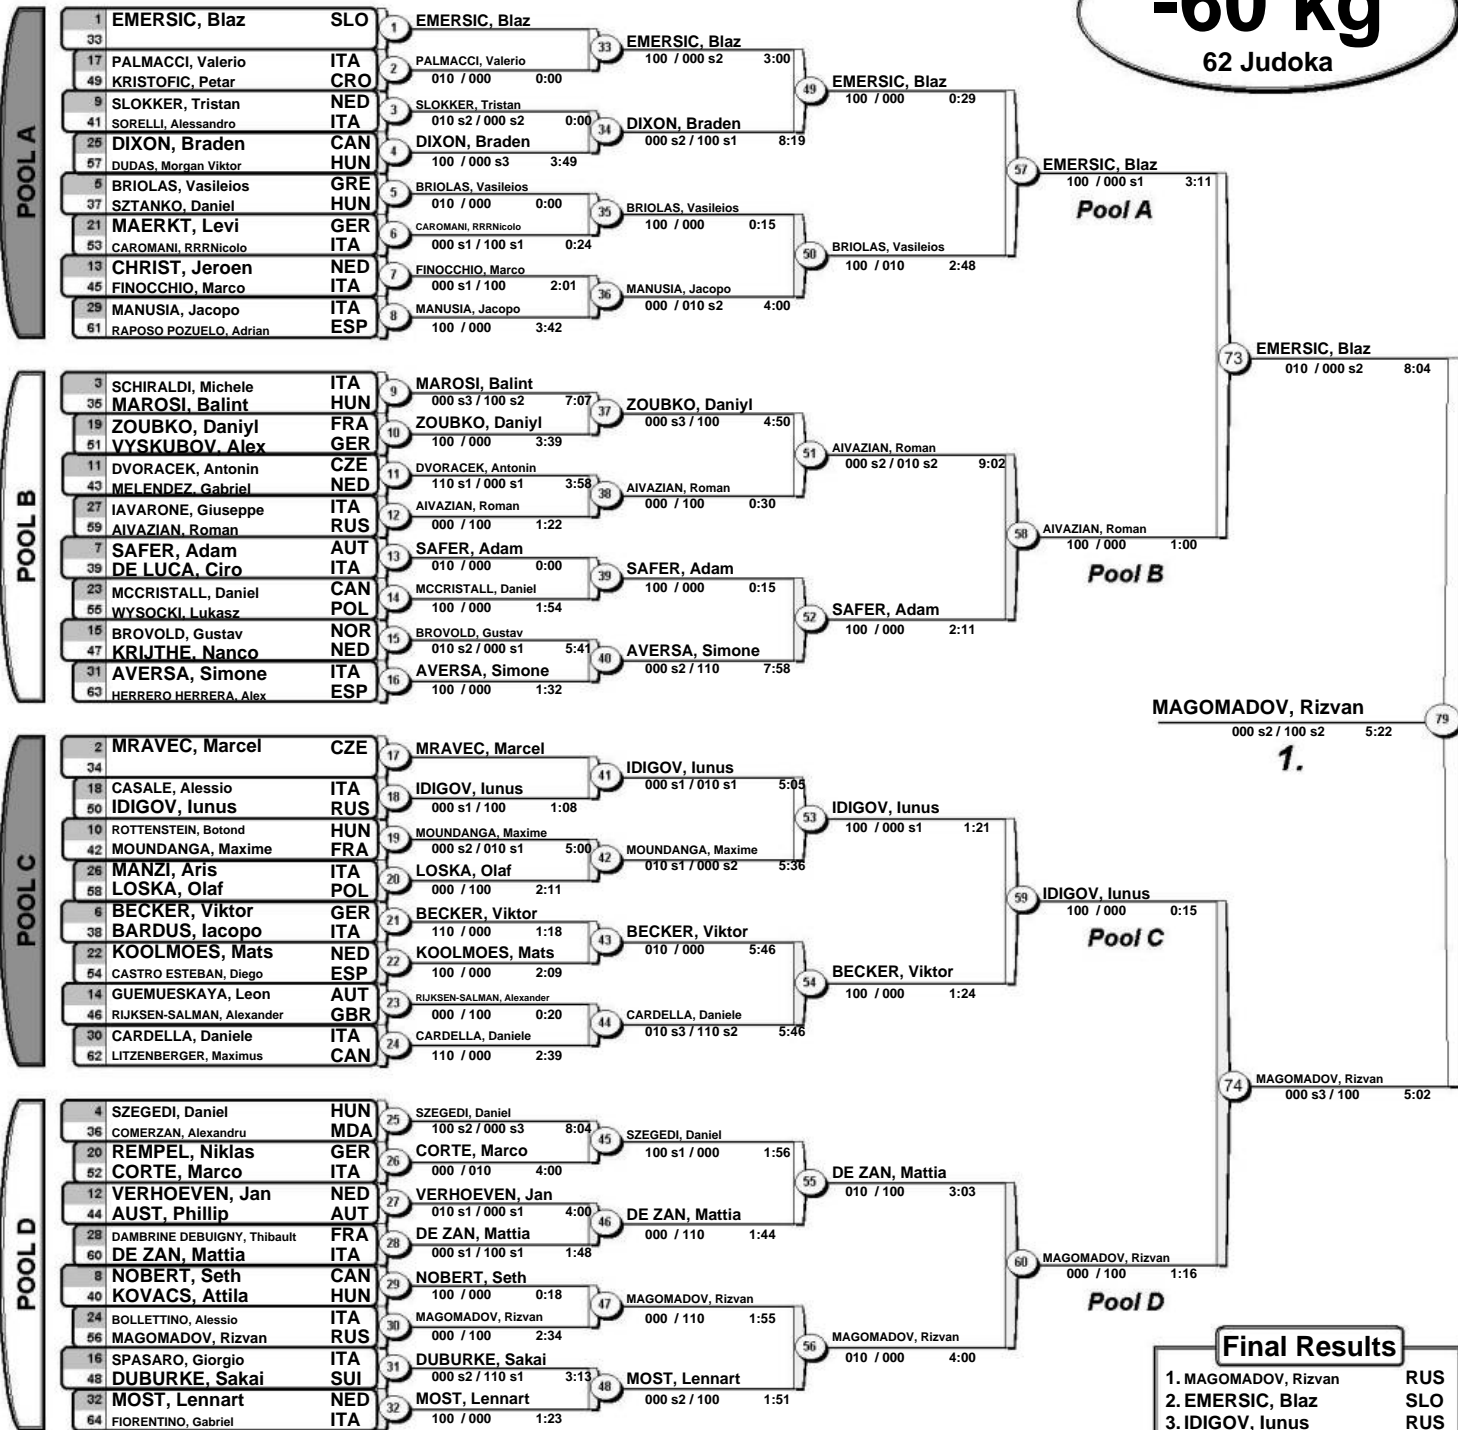 -60 kg
62 Judoka
POOL A
1 EMERSIC, Blaz SLO
33
17 PALMACCI, Valerio ITA
49 KRISTOFIC, Petar CRO
9 SLOKKER, Tristan NED
41 SORELLI, Alessandro ITA
25 DIXON, Braden CAN
57 DUDAS, Morgan Viktor HUN
5 BRIOLAS, Vasileios GRE
37 SZTANKO, Daniel HUN
21 MAERKT, Levi GER
53 CAROMANI, RRRNicolo ITA
13 CHRIST, Jeroen NED
45 FINOCCHIO, Marco ITA
29 MANUSIA, Jacopo ITA
61 RAPOSO POZUELO, Adrian ESP
1 EMERSIC, Blaz
2 PALMACCI, Valerio
010 / 000 0:00
3 SLOKKER, Tristan
010 s2 / 000 s2 0:00
4 DIXON, Braden
100 / 000 s3 3:49
5 BRIOLAS, Vasileios
010 / 000 0:00
6 CAROMANI, RRRNicolo
000 s1 / 100 s1 0:24
7 FINOCCHIO, Marco
000 s1 / 100 2:01
8 MANUSIA, Jacopo
100 / 000 3:42
33 EMERSIC, Blaz
100 / 000 s2 3:00
34 DIXON, Braden
000 s2 / 100 s1 8:19
35 BRIOLAS, Vasileios
100 / 000 0:15
36 MANUSIA, Jacopo
000 / 010 s2 4:00
49 EMERSIC, Blaz
100 / 000 0:29
50 BRIOLAS, Vasileios
100 / 010 2:48
57 EMERSIC, Blaz
100 / 000 s1 3:11
Pool A
POOL B
3 SCHIRALDI, Michele ITA
35 MAROSI, Balint HUN
19 ZOUBKO, Daniyl FRA
51 VYSKUBOV, Alex GER
11 DVORACEK, Antonin CZE
43 MELENDEZ, Gabriel NED
27 IAVARONE, Giuseppe ITA
59 AIVAZIAN, Roman RUS
7 SAFER, Adam AUT
39 DE LUCA, Ciro ITA
23 MCCRISTALL, Daniel CAN
55 WYSOCKI, Lukasz POL
15 BROVOLD, Gustav NOR
47 KRIJTHE, Nanco NED
31 AVERSA, Simone ITA
63 HERRERO HERRERA, Alex ESP
9 MAROSI, Balint
000 s3 / 100 s2 7:07
10 ZOUBKO, Daniyl
100 / 000 3:39
11 DVORACEK, Antonin
110 s1 / 000 s1 3:58
12 AIVAZIAN, Roman
000 / 100 1:22
13 SAFER, Adam
010 / 000 0:00
14 MCCRISTALL, Daniel
100 / 000 1:54
15 BROVOLD, Gustav
010 s2 / 000 s1 5:41
16 AVERSA, Simone
100 / 000 1:32
37 ZOUBKO, Daniyl
000 s3 / 100 4:50
38 AIVAZIAN, Roman
000 / 100 0:30
39 SAFER, Adam
100 / 000 0:15
40 AVERSA, Simone
000 s2 / 110 7:58
51 AIVAZIAN, Roman
000 s2 / 010 s2 9:02
52 SAFER, Adam
100 / 000 2:11
58 AIVAZIAN, Roman
100 / 000 1:00
Pool B
73 EMERSIC, Blaz
010 / 000 s2 8:04
MAGOMADOV, Rizvan 79
000 s2 / 100 s2 5:22
1.
POOL C
2 MRAVEC, Marcel CZE
34
18 CASALE, Alessio ITA
50 IDIGOV, Iunus RUS
10 ROTTENSTEIN, Botond HUN
42 MOUNDANGA, Maxime FRA
26 MANZI, Aris ITA
58 LOSKA, Olaf POL
6 BECKER, Viktor GER
38 BARDUS, Iacopo ITA
22 KOOLMOES, Mats NED
54 CASTRO ESTEBAN, Diego ESP
14 GUEMUESKAYA, Leon AUT
46 RIJKSEN-SALMAN, Alexander GBR
30 CARDELLA, Daniele ITA
62 LITZENBERGER, Maximus CAN
17 MRAVEC, Marcel
18 IDIGOV, Iunus
000 s1 / 100 1:08
19 MOUNDANGA, Maxime
000 s2 / 010 s1 5:00
20 LOSKA, Olaf
000 / 100 2:11
21 BECKER, Viktor
110 / 000 1:18
22 KOOLMOES, Mats
100 / 000 2:09
23 RIJKSEN-SALMAN, Alexander
000 / 100 0:20
24 CARDELLA, Daniele
110 / 000 2:39
41 IDIGOV, Iunus
000 s1 / 010 s1 5:05
42 MOUNDANGA, Maxime
010 s1 / 000 s2 5:36
43 BECKER, Viktor
010 / 000 5:46
44 CARDELLA, Daniele
010 s3 / 110 s2 5:46
53 IDIGOV, Iunus
100 / 000 s1 1:21
54 BECKER, Viktor
100 / 000 1:24
59 IDIGOV, Iunus
100 / 000 0:15
Pool C
POOL D
4 SZEGEDI, Daniel HUN
36 COMERZAN, Alexandru MDA
20 REMPEL, Niklas GER
52 CORTE, Marco ITA
12 VERHOEVEN, Jan NED
44 AUST, Phillip AUT
28 DAMBRINE DEBUIGNY, Thibault FRA
60 DE ZAN, Mattia ITA
8 NOBERT, Seth CAN
40 KOVACS, Attila HUN
24 BOLLETTINO, Alessio ITA
56 MAGOMADOV, Rizvan RUS
16 SPASARO, Giorgio ITA
48 DUBURKE, Sakai SUI
32 MOST, Lennart NED
64 FIORENTINO, Gabriel ITA
25 SZEGEDI, Daniel
100 s2 / 000 s3 8:04
26 CORTE, Marco
000 / 010 4:00
27 VERHOEVEN, Jan
010 s1 / 000 s1 4:00
28 DE ZAN, Mattia
000 s1 / 100 s1 1:48
29 NOBERT, Seth
100 / 000 0:18
30 MAGOMADOV, Rizvan
000 / 100 2:34
31 DUBURKE, Sakai
000 s2 / 110 s1 3:13
32 MOST, Lennart
100 / 000 1:23
45 SZEGEDI, Daniel
100 s1 / 000 1:56
46 DE ZAN, Mattia
000 / 110 1:44
47 MAGOMADOV, Rizvan
000 / 110 1:55
48 MOST, Lennart
000 s2 / 100 1:51
55 DE ZAN, Mattia
010 / 100 3:03
56 MAGOMADOV, Rizvan
010 / 000 4:00
60 MAGOMADOV, Rizvan
000 / 100 1:16
Pool D
74 MAGOMADOV, Rizvan
000 s3 / 100 5:02
Final Results
1. MAGOMADOV, Rizvan RUS
2. EMERSIC, Blaz SLO
3. IDIGOV, Iunus RUS